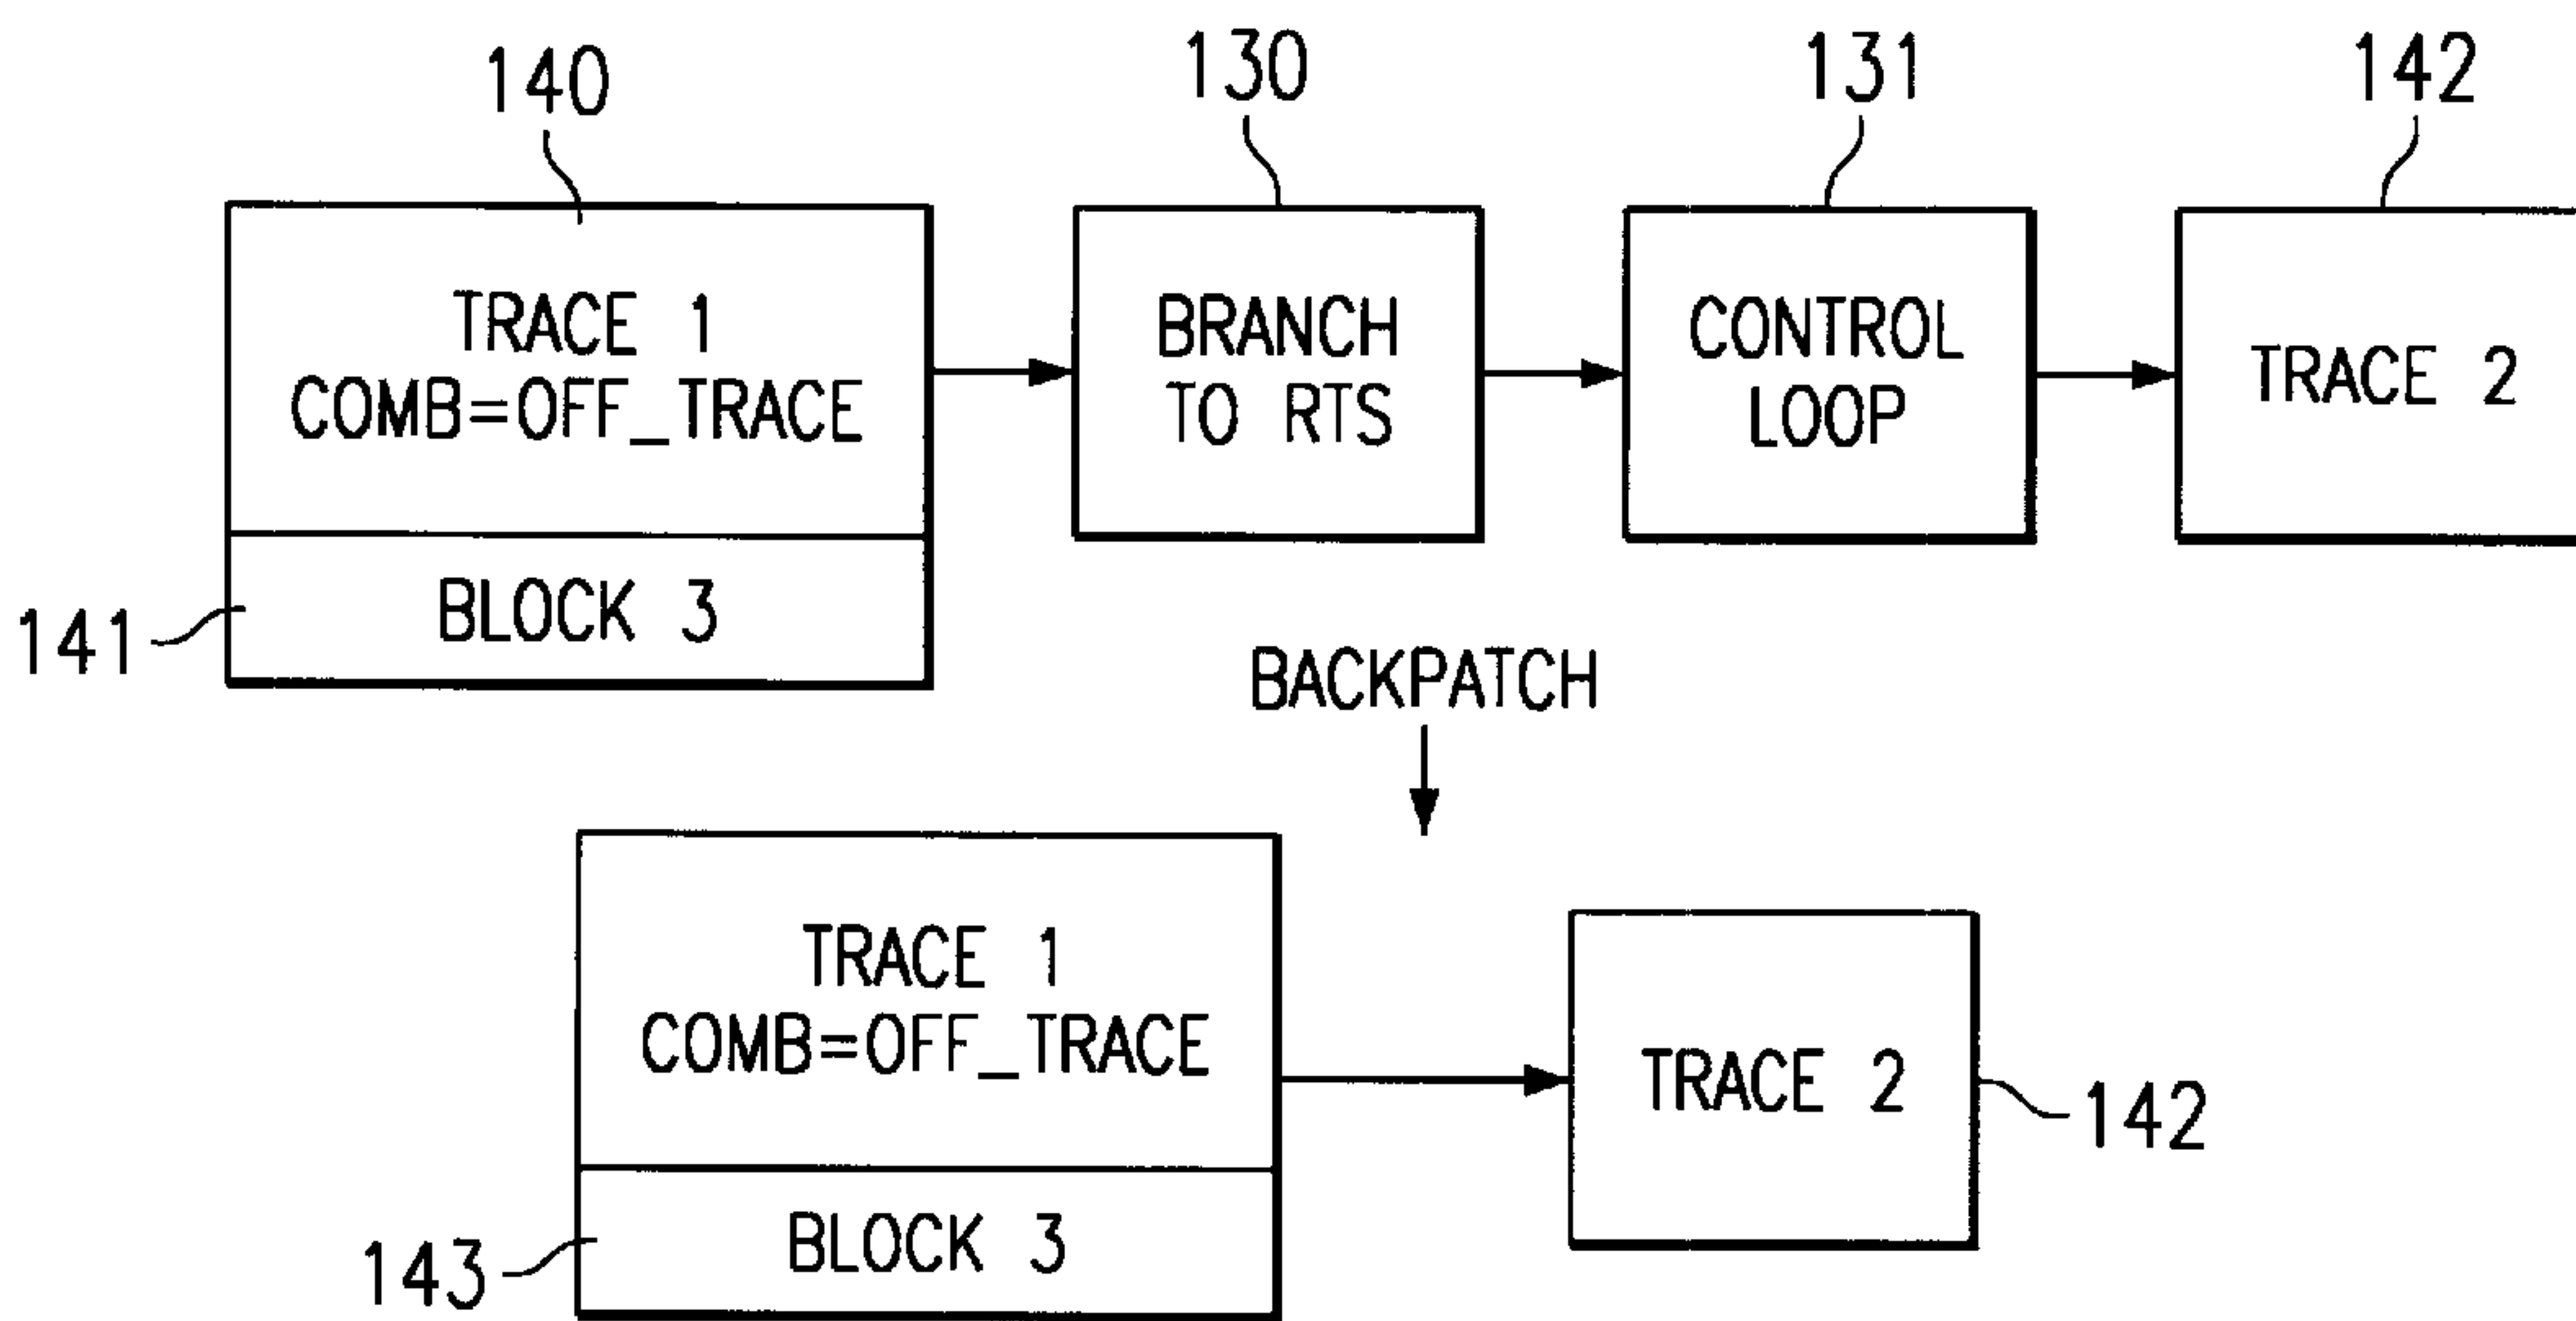 140
130
131
142
TRACE 1
COMB=OFF_TRACE
BRANCH
TO RTS
CONTROL
LOOP
TRACE 2
141
BLOCK 3
BACKPATCH
TRACE 1
COMB=OFF_TRACE
TRACE 2
142
143
BLOCK 3